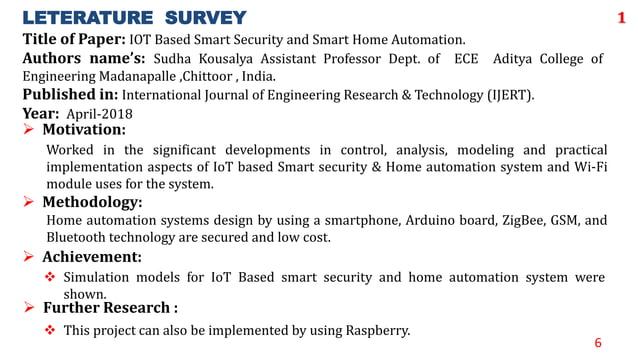 LETERATURE SURVEY
1
Title of Paper: IOT Based Smart Security and Smart Home Automation.
Authors name’s: Sudha Kousalya Assistant Professor Dept. of ECE Aditya College of
Engineering Madanapalle ,Chittoor , India.
Published in: International Journal of Engineering Research & Technology (IJERT).
Year: April-2018
➢ Motivation:
Worked in the significant developments in control, analysis, modeling and practical
implementation aspects of IoT based Smart security & Home automation system and Wi-Fi
module uses for the system.
➢ Methodology:
Home automation systems design by using a smartphone, Arduino board, ZigBee, GSM, and
Bluetooth technology are secured and low cost.
➢ Achievement:
❖ Simulation models for IoT Based smart security and home automation system were
shown.
➢ Further Research :
❖ This project can also be implemented by using Raspberry.
6